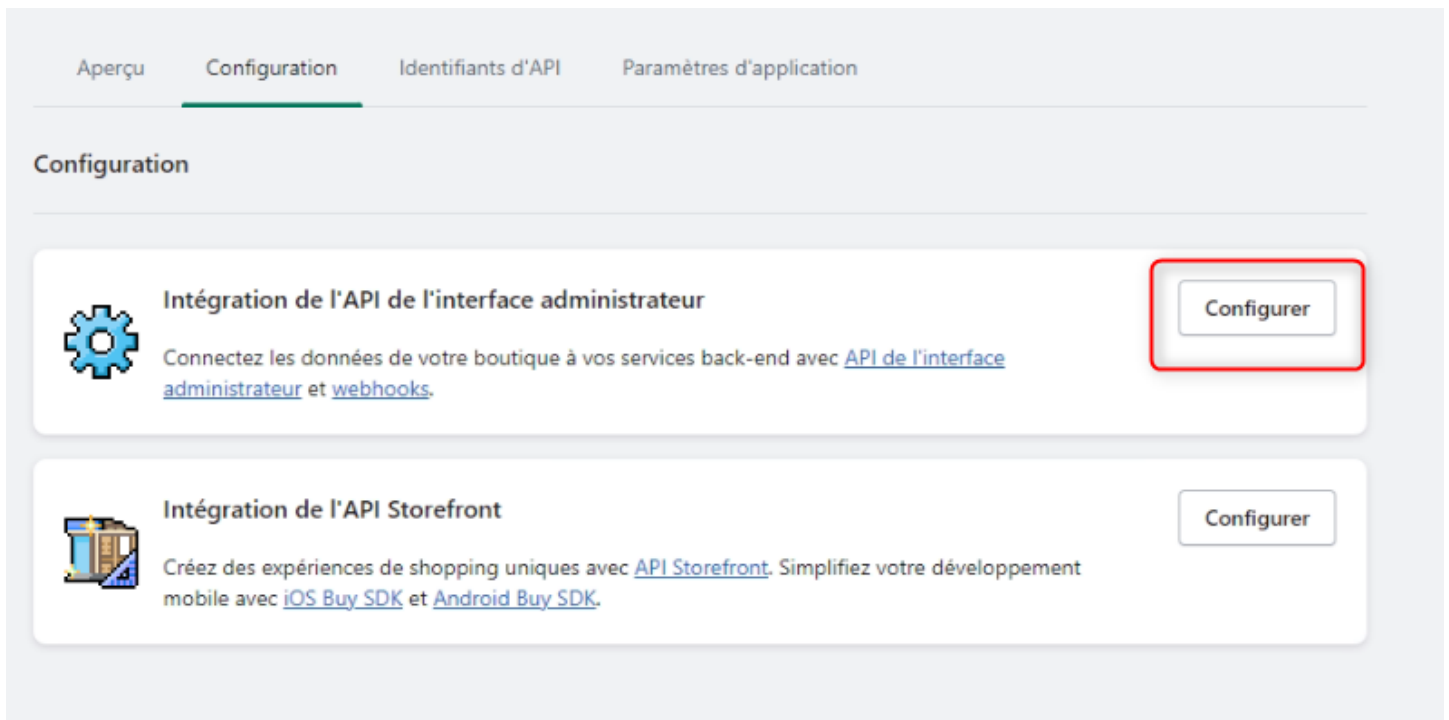 Aperçu Configuration Identifiants d'API Paramètres d'application
Configuration
Intégration de l'API de l'interface administrateur
Configurer
Connectez les données de votre boutique à vos services back-end avec API de l'interface
administrateur et webhooks.
Intégration de l'API Storefront
Configurer
Créez des expériences de shopping uniques avec API Storefront. Simplifiez votre développement
mobile avec iOS Buy SDK et Android Buy SDK.